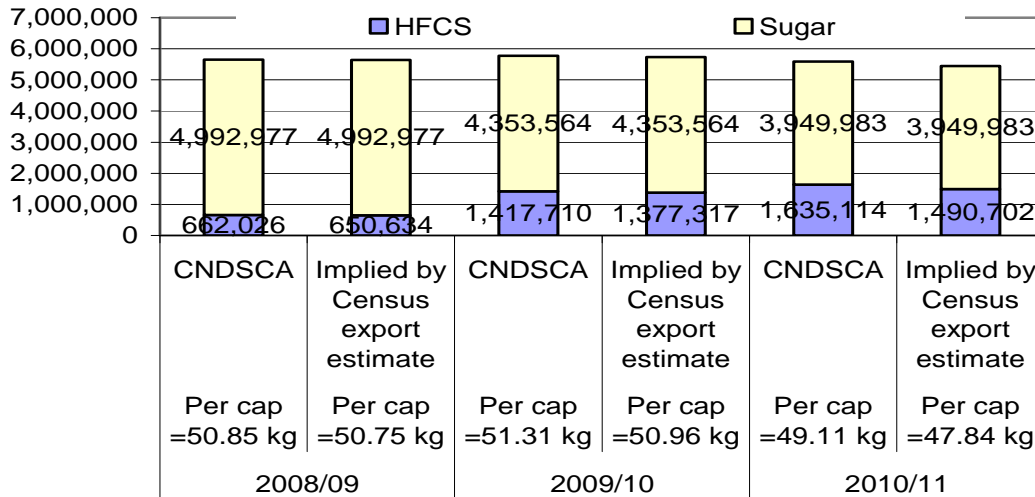 7,000,000
6,000,000
5,000,000
4,000,000
3,000,000
2,000,000
1,000,000
0
HFCS Sugar
4,992,977 4,992,977 4,353,564 4,353,564 3,949,983 3,949,983
662,026 650,634 1,417,710 1,377,317 1,635,114 1,490,702
CNDSCA Implied by CNDSCA Implied by CNDSCA Implied by
Census Census Census
export export export
estimate estimate estimate
Per cap Per cap Per cap Per cap Per cap Per cap
=50.85 kg =50.75 kg =51.31 kg =50.96 kg =49.11 kg =47.84 kg
2008/09 2009/10 2010/11